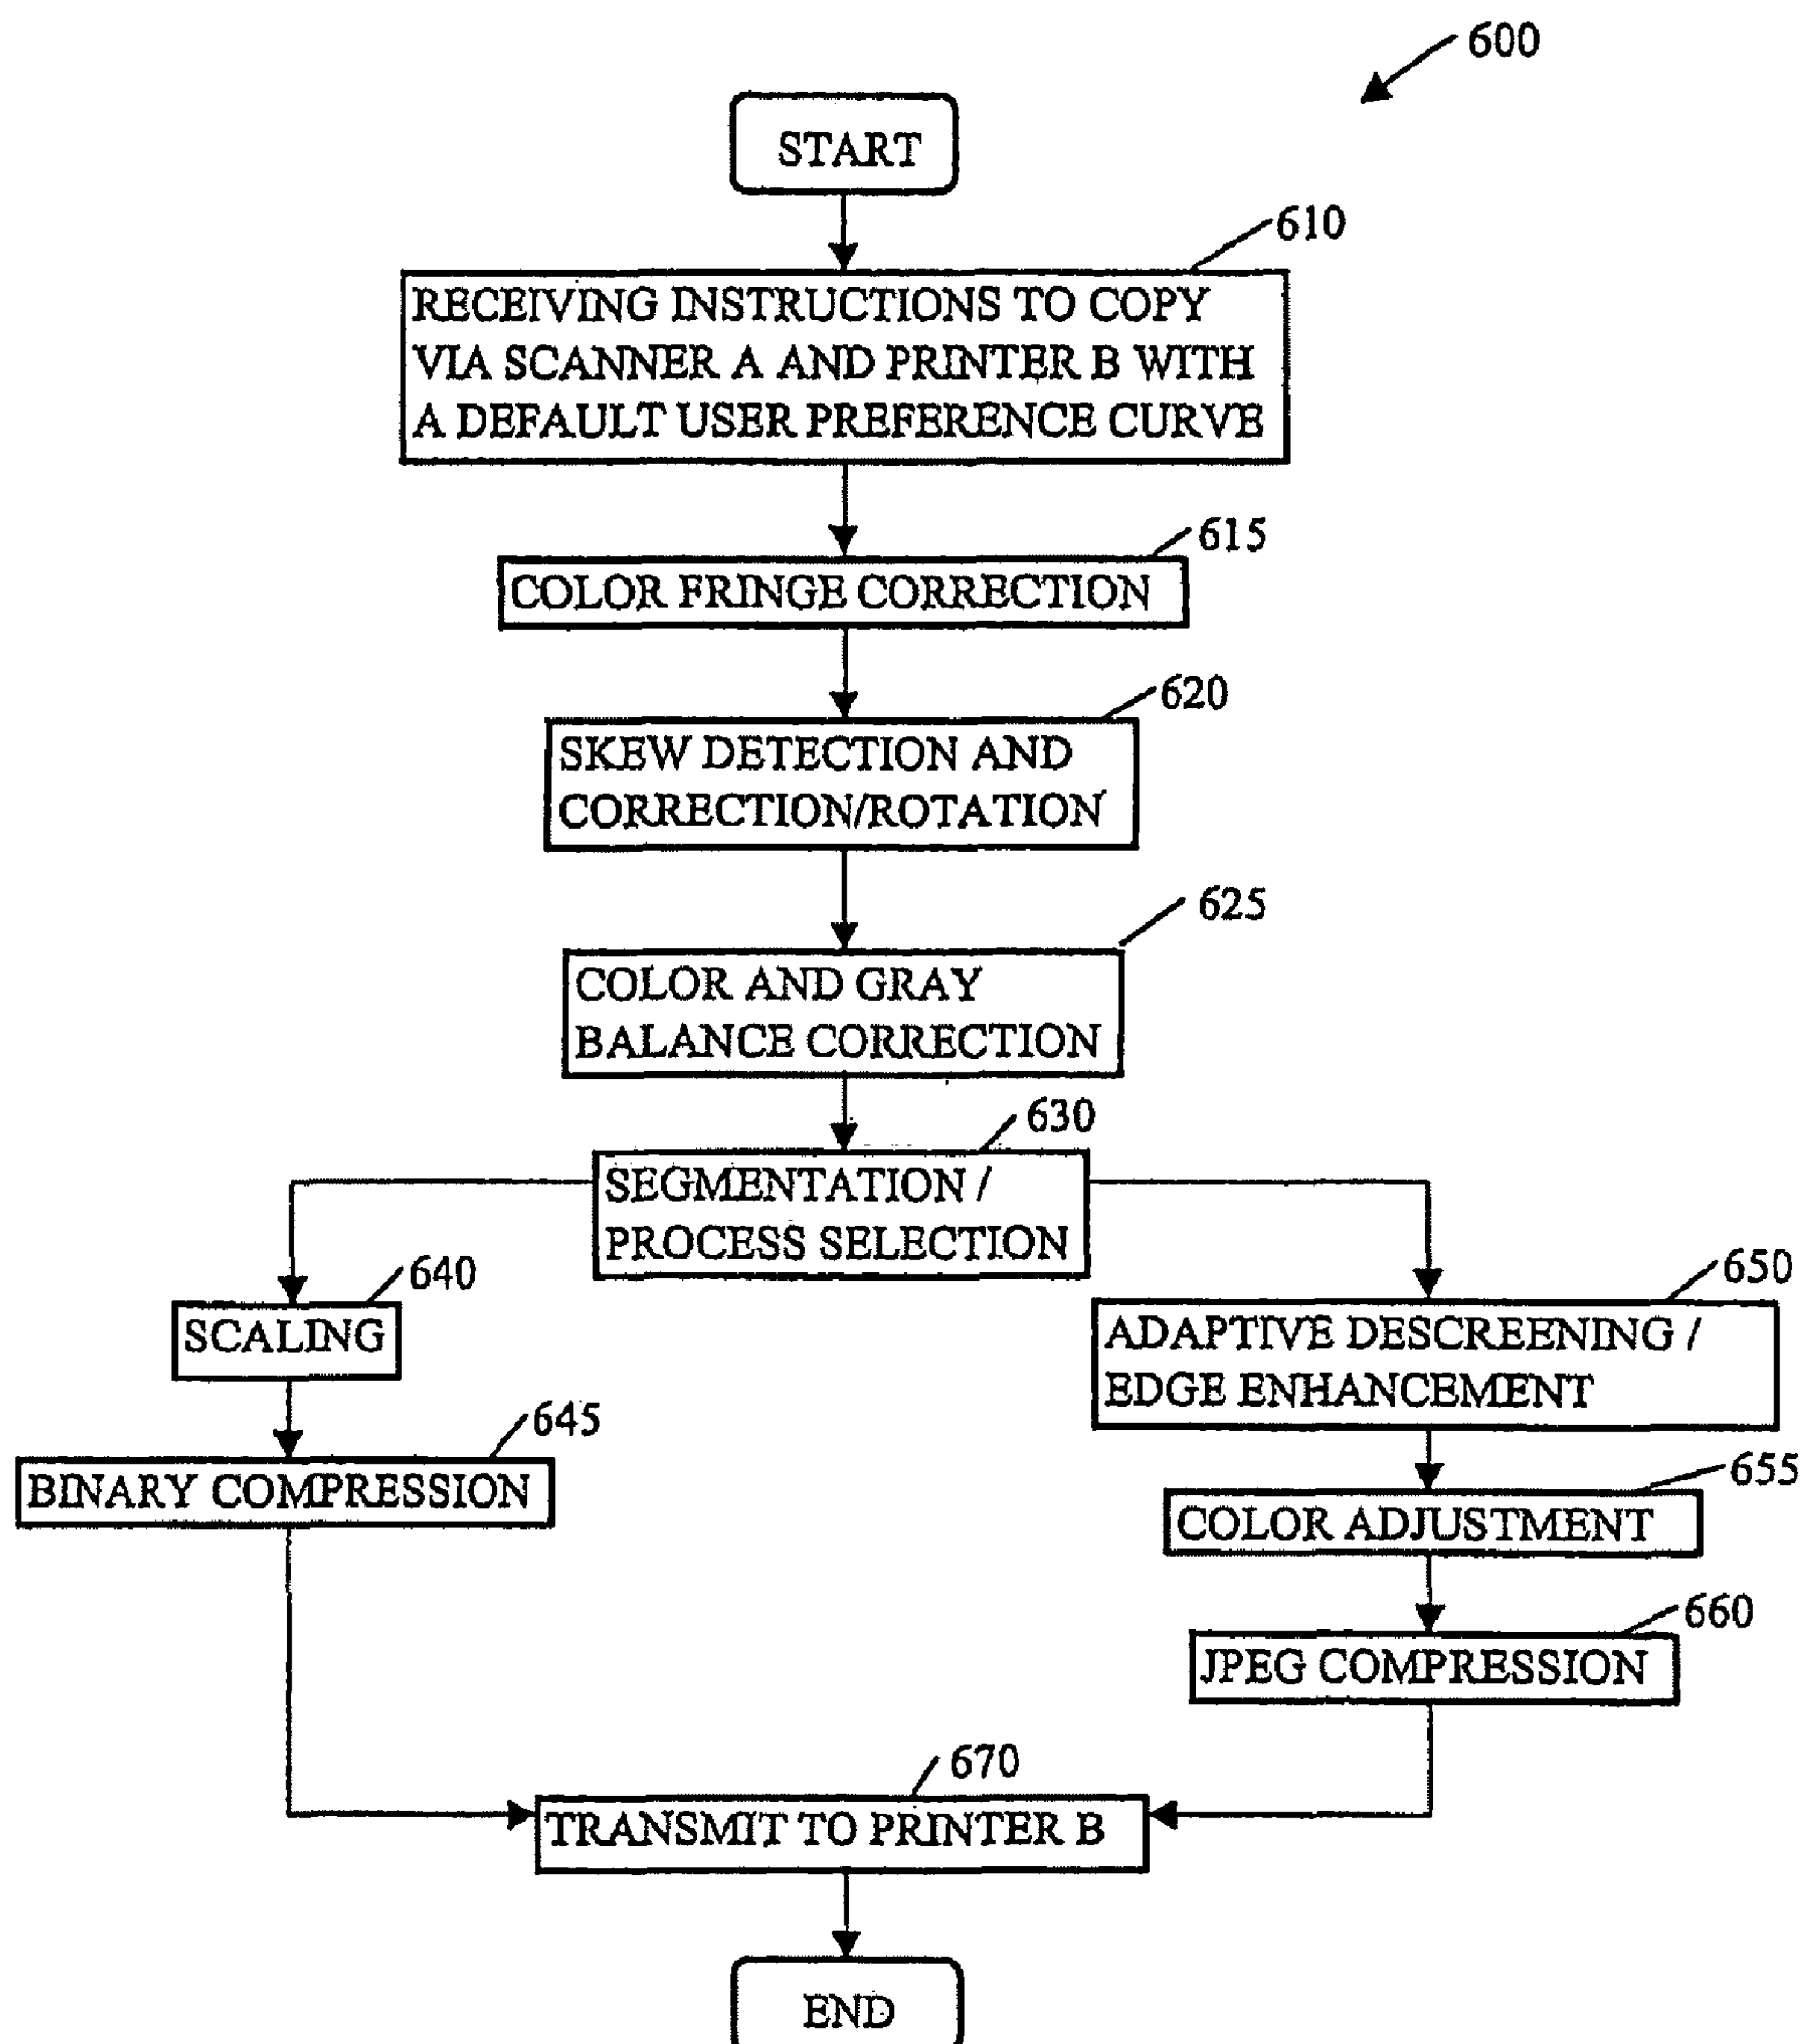 600
START
610
RECEIVING INSTRUCTIONS TO COPY
VIA SCANNER A AND PRINTER B WITH
A DEFAULT USER PREFERENCE CURVE
615
COLOR FRINGE CORRECTION
620
SKEW DETECTION AND
CORRECTION/ROTATION
625
COLOR AND GRAY
BALANCE CORRECTION
630
SEGMENTATION /
PROCESS SELECTION
640
SCALING
645
BINARY COMPRESSION
650
ADAPTIVE DESCREENING /
EDGE ENHANCEMENT
655
COLOR ADJUSTMENT
660
JPEG COMPRESSION
670
TRANSMIT TO PRINTER B
END